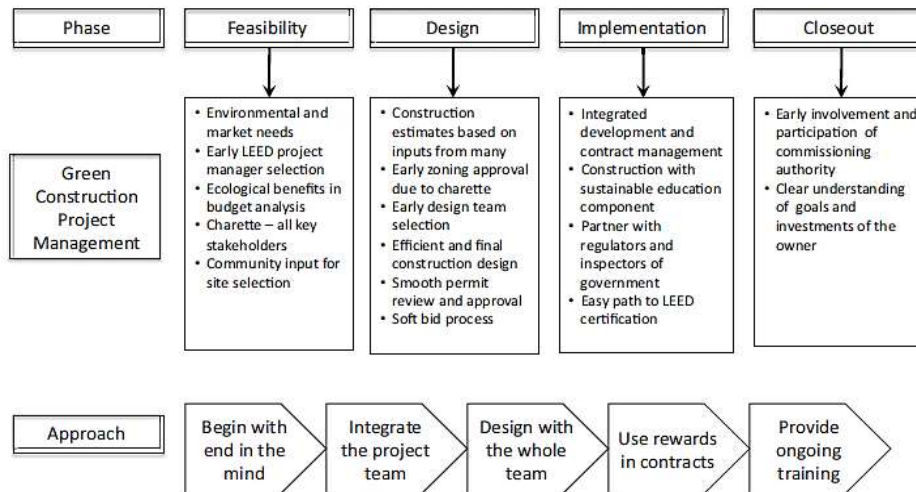 Phase
Feasibility
Design
Implementation
Closeout
Green
Construction
Project
Management
• Environmental and
market needs
• Early LEED project
manager selection
• Ecological benefits in
budget analysis
• Charette – all key
stakeholders
• Community input for
site selection
• Construction
estimates based on
inputs from many
• Early zoning approval
due to charette
• Early design team
selection
• Efficient and final
construction design
• Smooth permit
review and approval
• Soft bid process
• Integrated
development and
contract management
• Construction with
sustainable education
component
• Partner with
regulators and
inspectors of
government
• Easy path to LEED
certification
• Early involvement and
participation of
commissioning
authority
• Clear understanding
of goals and
investments of the
owner
Approach
Begin with
end in the
mind
Integrate
the project
team
Design with
the whole
team
Use rewards
in contracts
Provide
ongoing
training